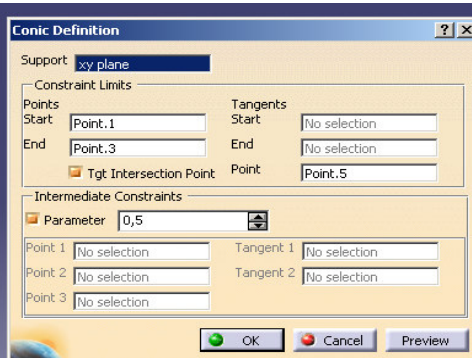 Conic Definition
Support xy plane
Constraint Limits
Points Tangents
Start Point.1 Start No selection
End Point.3 End No selection
Tgt Intersection Point Point Point.5
Intermediate Constraints
Parameter 0,5
Point 1 No selection Tangent 1 No selection
Point 2 No selection Tangent 2 No selection
Point 3 No selection
OK Cancel Preview